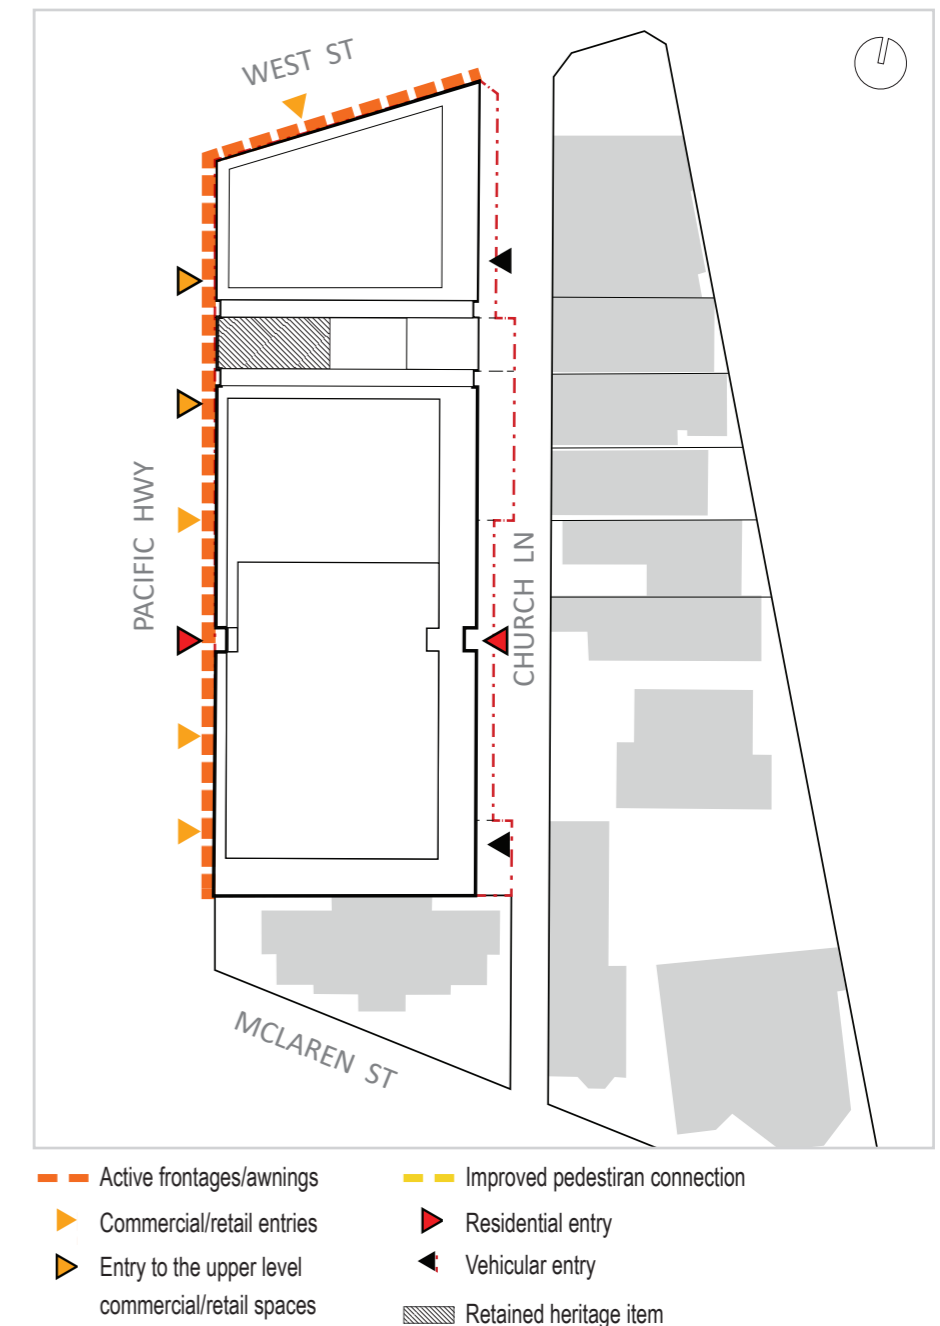 WEST ST
PACIFIC HWY
CHURCH LN
MCLAREN ST
Active frontages/awnings
Commercial/retail entries
Entry to the upper level
commercial/retail spaces
Improved pedestiran connection
Residential entry
Vehicular entry
Retained heritage item